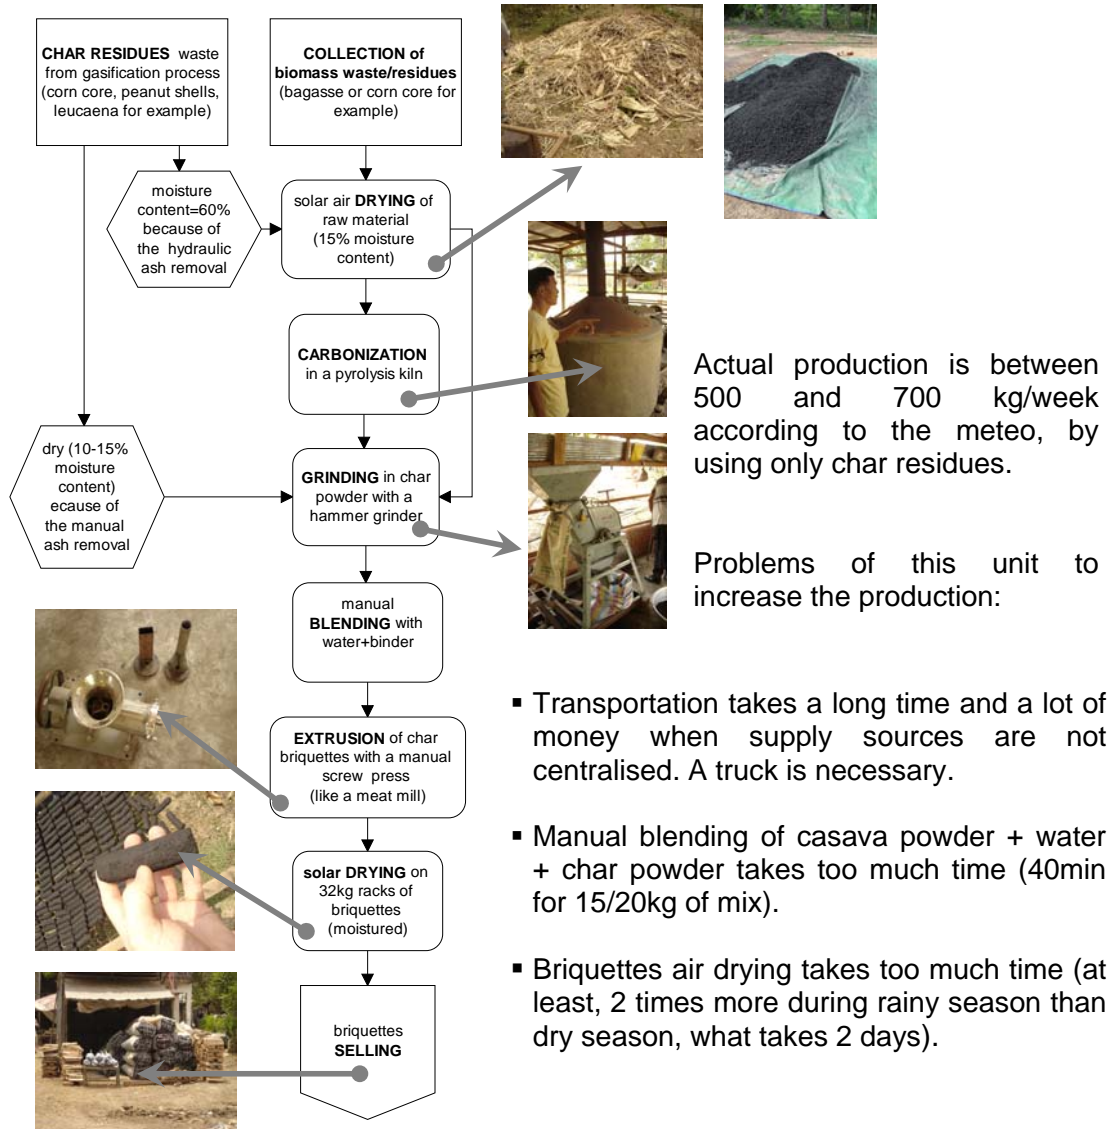 CHAR RESIDUES waste
from gasification process
(corn core, peanut shells,
leucaena for example)
COLLECTION of
biomass waste/residues
(bagasse or corn core for
example)
moisture
content=60%
because of
the hydraulic
ash removal
solar air DRYING of
raw material
(15% moisture
content)
CARBONIZATION
in a pyrolysis kiln
dry (10-15%
moisture
content)
ecause of
the manual
ash removal
GRINDING in char
powder with a
hammer grinder
manual
BLENDING with
water+binder
EXTRUSION of char
briquettes with a manual
screw press
(like a meat mill)
solar DRYING on
32kg racks of
briquettes
(moistured)
briquettes
SELLING
Actual production is between
500 and 700 kg/week
according to the meteo, by
using only char residues.
Problems of this unit to
increase the production:
▪ Transportation takes a long time and a lot of
money when supply sources are not
centralised. A truck is necessary.
▪ Manual blending of casava powder + water
+ char powder takes too much time (40min
for 15/20kg of mix).
▪ Briquettes air drying takes too much time (at
least, 2 times more during rainy season than
dry season, what takes 2 days).